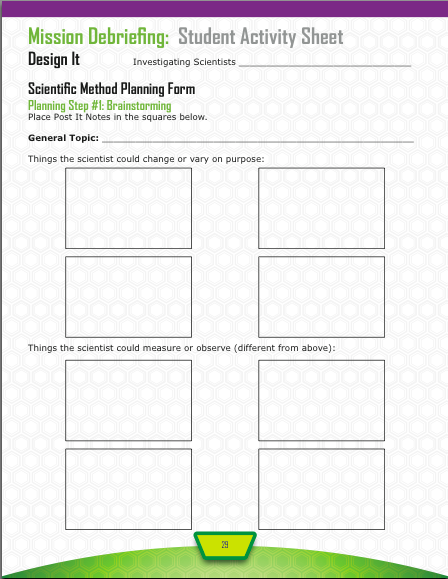 Mission Debriefing: Student Activity Sheet
Design It
Investigating Scientists
Scientific Method Planning Form
Planning Step #1: Brainstorming
Place Post It Notes in the squares below.
General Topic:
Things the scientist could change or vary on purpose:
Things the scientist could measure or observe (different from above):
29